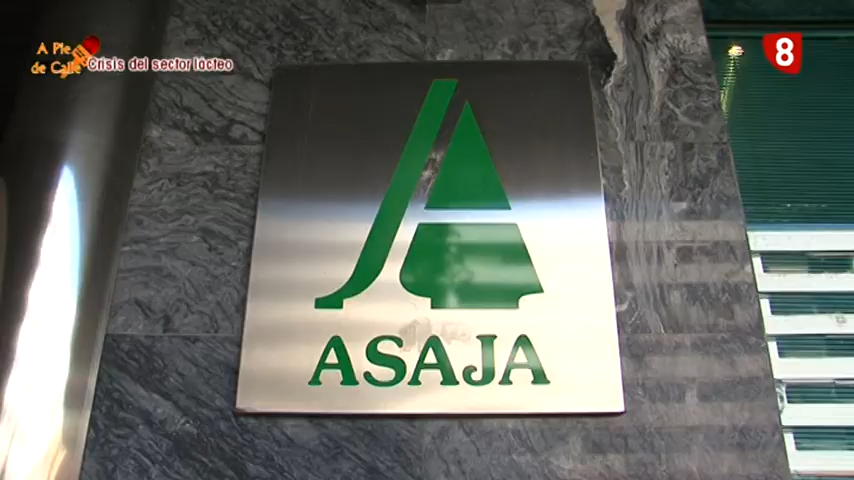 A Pie
de Calle
Crisis del sector lácteo
8
ASAJA